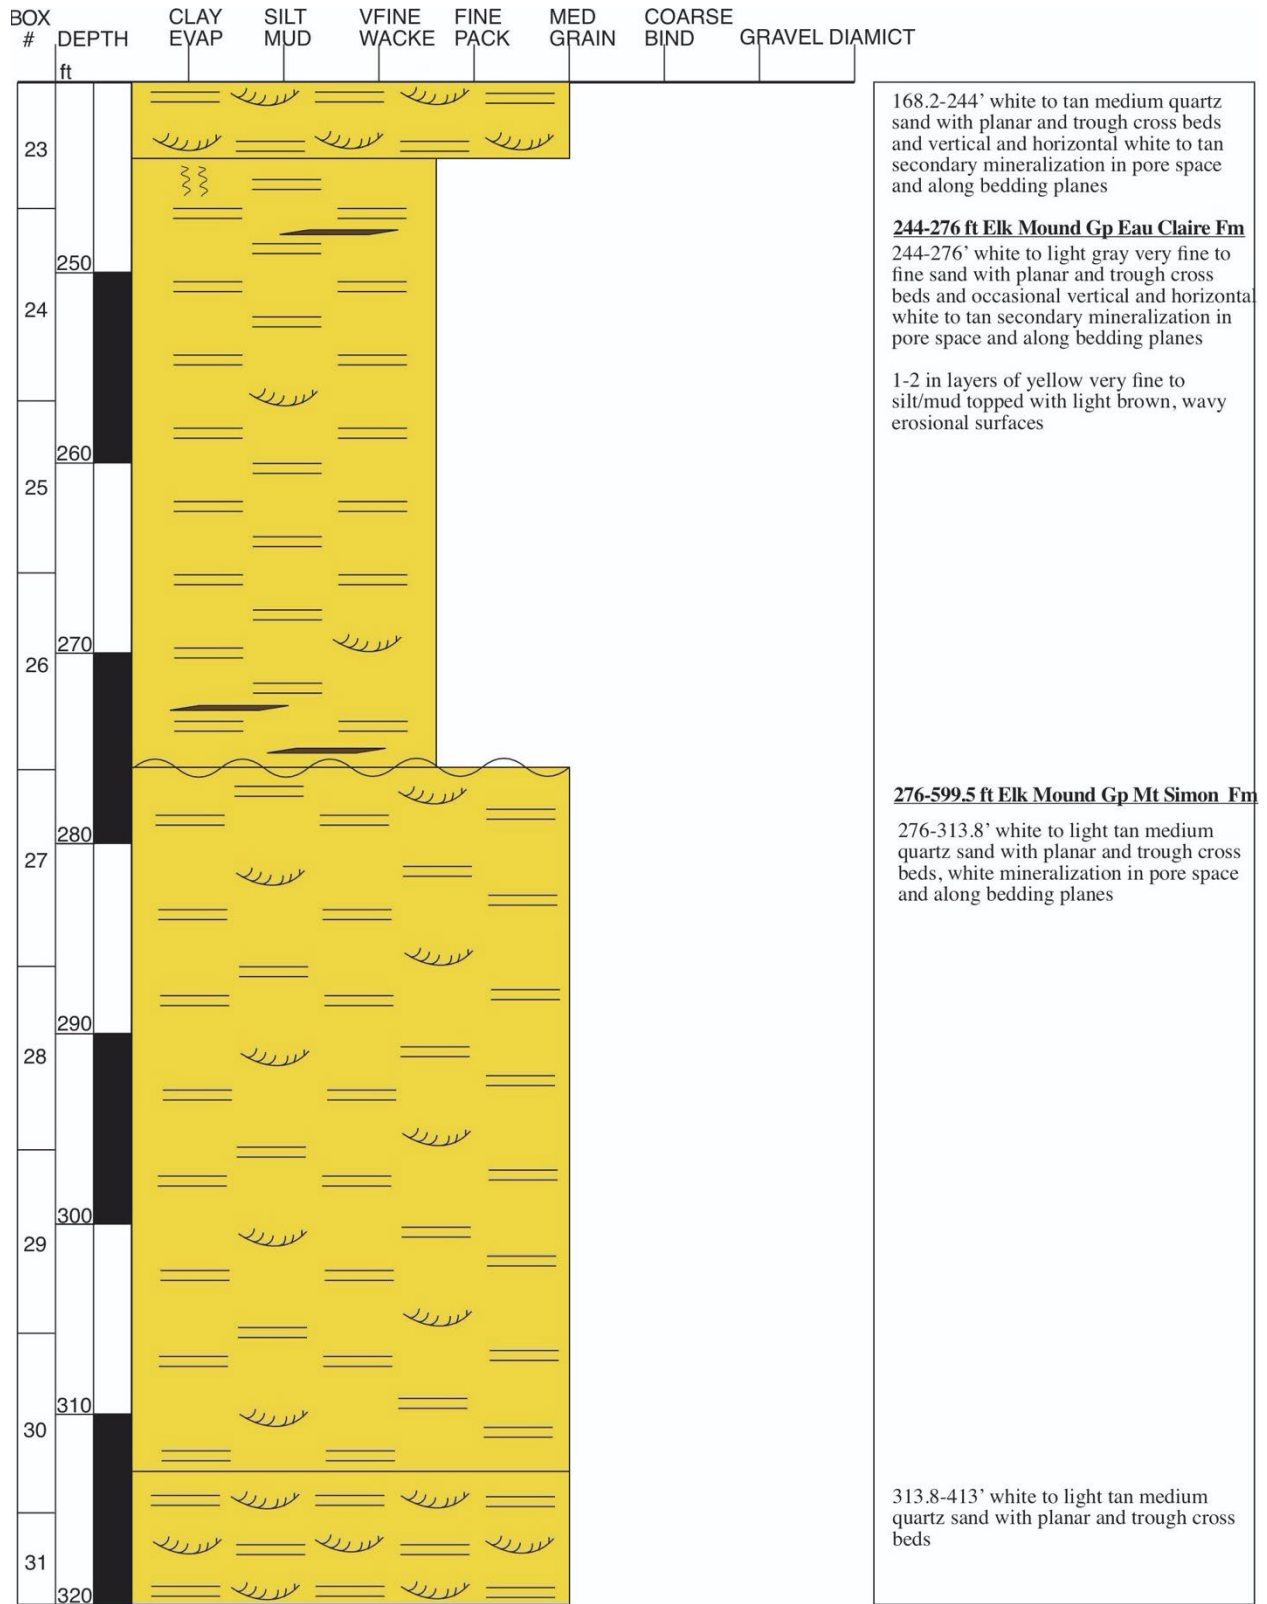 BOX CLAY SILT VFINE FINE MED COARSE
# DEPTH EVAP MUD WACKE PACK GRAIN BIND GRAVEL DIAMICT
ft
23
24
25
26
27
28
29
30
31
250
260
270
280
290
300
310
320
168.2-244’ white to tan medium quartz
sand with planar and trough cross beds
and vertical and horizontal white to tan
secondary mineralization in pore space
and along bedding planes
244-276 ft Elk Mound Gp Eau Claire Fm
244-276’ white to light gray very fine to
fine sand with planar and trough cross
beds and occasional vertical and horizontal
white to tan secondary mineralization in
pore space and along bedding planes
1-2 in layers of yellow very fine to
silt/mud topped with light brown, wavy
erosional surfaces
276-599.5 ft Elk Mound Gp Mt Simon Fm
276-313.8’ white to light tan medium
quartz sand with planar and trough cross
beds, white mineralization in pore space
and along bedding planes
313.8-413’ white to light tan medium
quartz sand with planar and trough cross
beds